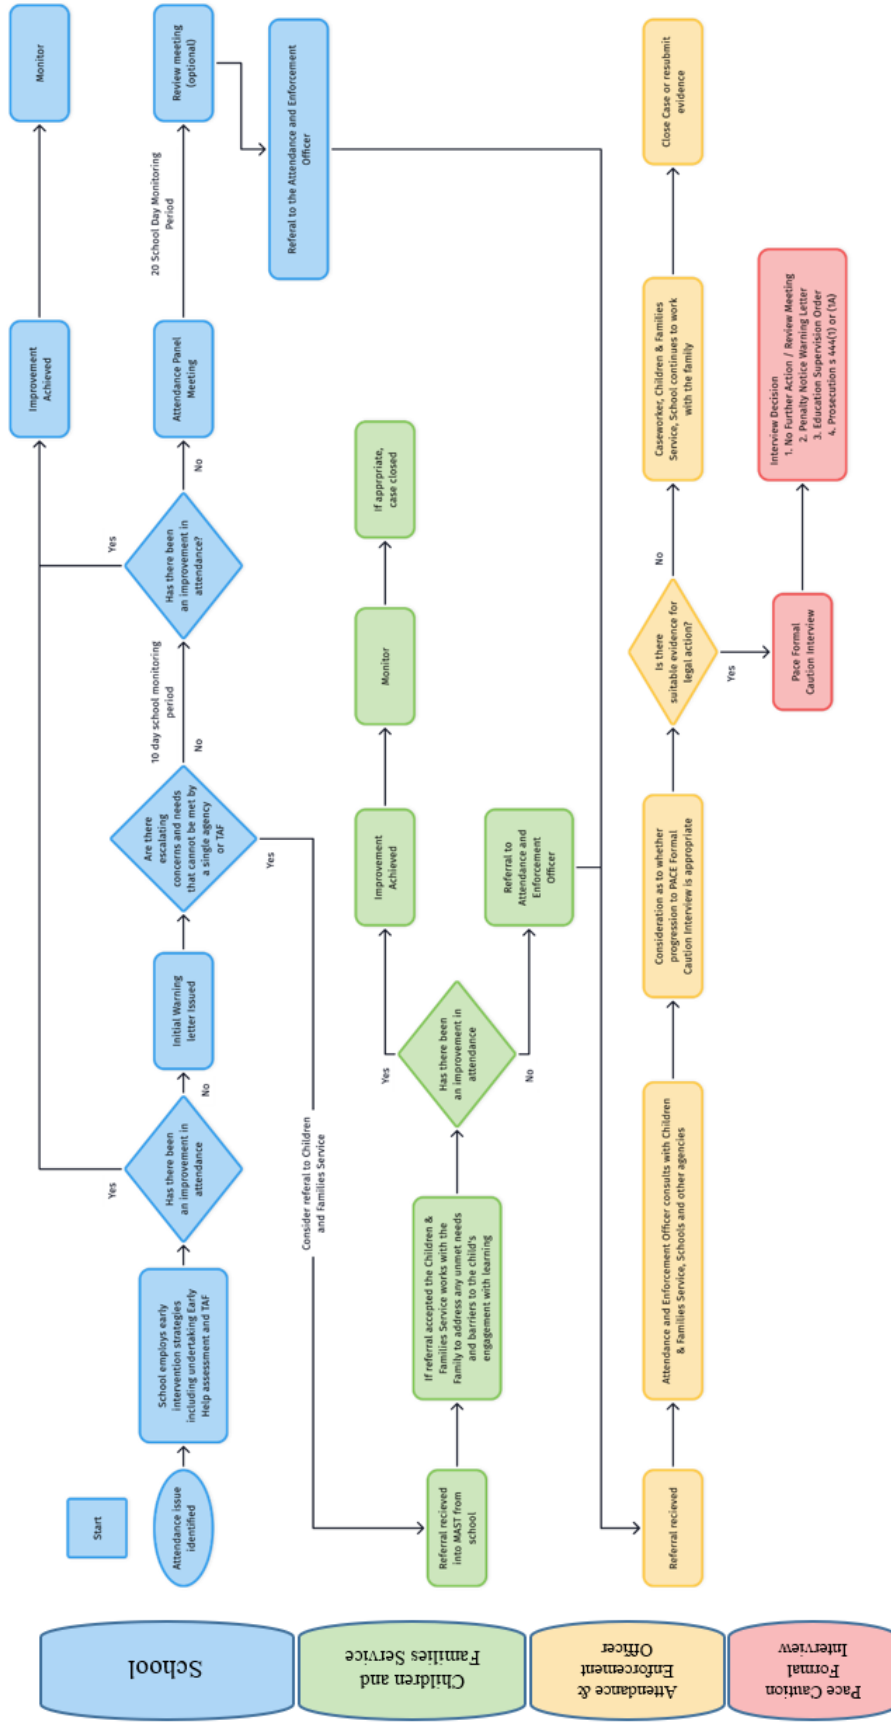 School
Start
Attendance issue
identified
School employs early
intervention strategies
including undertaking Early
Help assessment and TAF
Has there been
an improvement in
attendance
Yes
No
Initial Warning
letter Issued
Are there
escalating
concerns and needs
that cannot be met by
a single agency
or TAF
Yes
No
10 day school monitoring
period
Has there been
an improvement in
attendance?
Yes
No
Improvement
Achieved
Monitor
Attendance Panel
Meeting
20 School Day Monitoring
Period
Review meeting
(optional)
Referal to the Attendance and Enforcement
Officer
Consider referal to Children
and Families Service
Children and
Families Service
Referral recieved
into MAST from
school
If referral accepted the Children &
Families Service works with the
Family to address any unmet needs
and barriers to the child's
engagement with learning
Has there been
an improvement in
attendance
Yes
No
Improvement
Achieved
Monitor
If apprpriate,
case closed
Referral to
Attendance and
Enforcement
Officer
Attendance &
Enforcement
Officer
Referral recieved
Attendance and Enforcement Officer consults with Children
& Families Service, Schools and other agencies
Consideration as to whether
progression to PACE Formal
Caution Interview is appropriate
Is there
suitable evidence for
legal action?
No
Yes
Caseworker, Children & Families
Service, School continues to work
with the family
Close Case or resubmit
evidence
Pace Caution
Formal
Interview
Pace Formal
Caution Interview
Interview Decision
1. No Further Action / Review Meeting
2. Penalty Notice Warning Letter
3. Education Supervision Order
4. Prosecution s 444(1) or (1A)